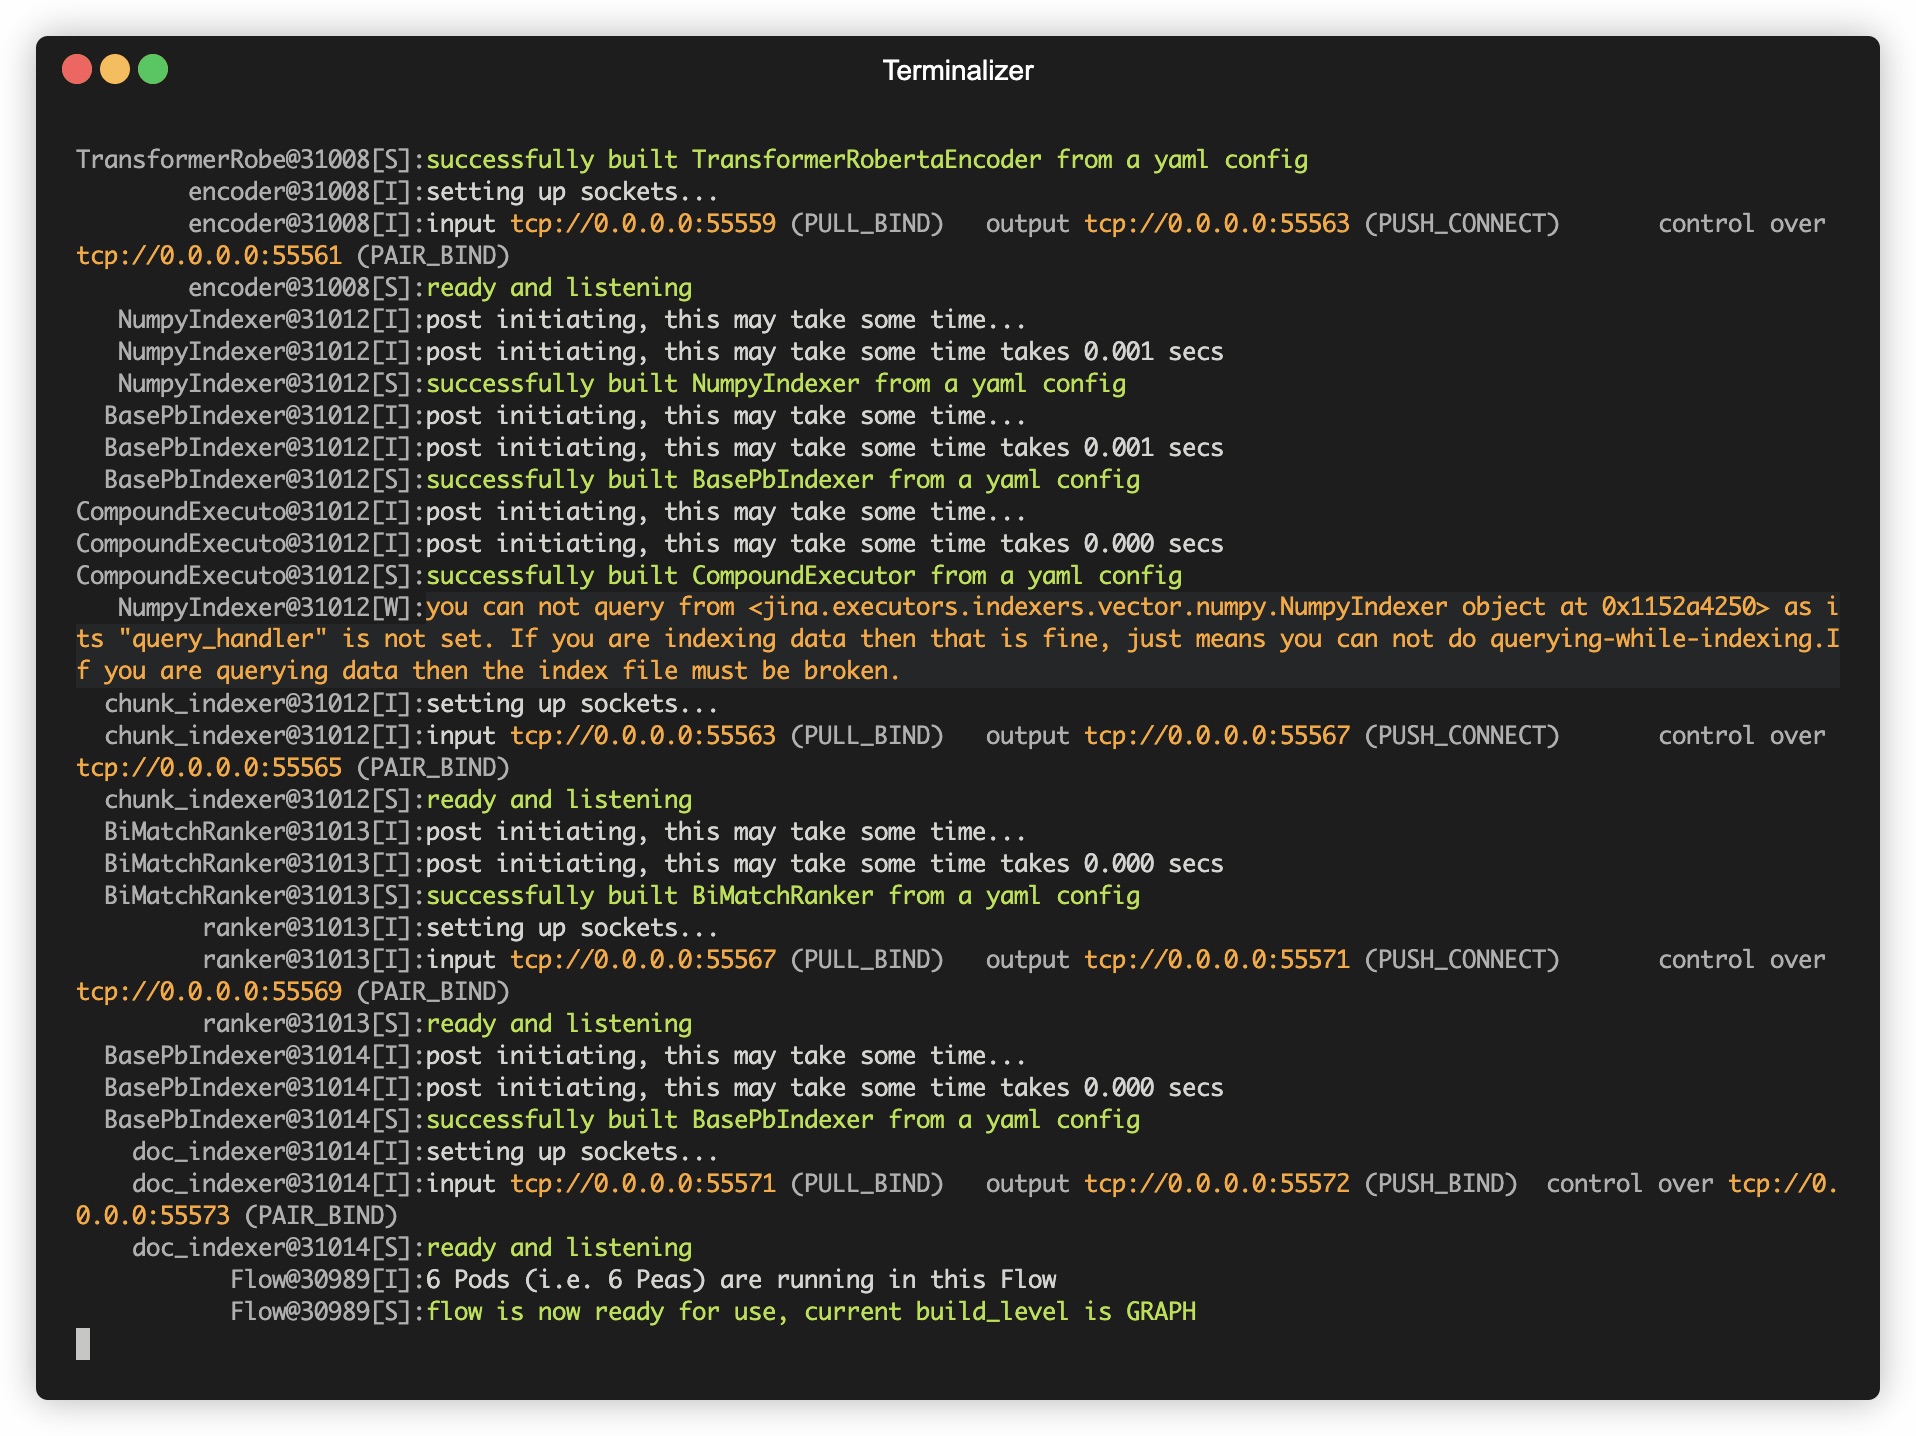 Terminalizer
TransformerRobe@31008[S]:successfully built TransformerRobertaEncoder from a yaml config
encoder@31008[I]:setting up sockets...
encoder@31008[I]:input tcp://0.0.0.0:55559 (PULL_BIND)   output tcp://0.0.0.0:55563 (PUSH_CONNECT)       control over
tcp://0.0.0.0:55561 (PAIR_BIND)
encoder@31008[S]:ready and listening
NumpyIndexer@31012[I]:post initiating, this may take some time...
NumpyIndexer@31012[I]:post initiating, this may take some time takes 0.001 secs
NumpyIndexer@31012[S]:successfully built NumpyIndexer from a yaml config
BasePbIndexer@31012[I]:post initiating, this may take some time...
BasePbIndexer@31012[I]:post initiating, this may take some time takes 0.001 secs
BasePbIndexer@31012[S]:successfully built BasePbIndexer from a yaml config
CompoundExecuto@31012[I]:post initiating, this may take some time...
CompoundExecuto@31012[I]:post initiating, this may take some time takes 0.000 secs
CompoundExecuto@31012[S]:successfully built CompoundExecutor from a yaml config
NumpyIndexer@31012[W]:you can not query from <jina.executors.indexers.vector.numpy.NumpyIndexer object at 0x1152a4250> as i
ts "query_handler" is not set. If you are indexing data then that is fine, just means you can not do querying-while-indexing.I
f you are querying data then the index file must be broken.
chunk_indexer@31012[I]:setting up sockets...
chunk_indexer@31012[I]:input tcp://0.0.0.0:55563 (PULL_BIND)   output tcp://0.0.0.0:55567 (PUSH_CONNECT)       control over
tcp://0.0.0.0:55565 (PAIR_BIND)
chunk_indexer@31012[S]:ready and listening
BiMatchRanker@31013[I]:post initiating, this may take some time...
BiMatchRanker@31013[I]:post initiating, this may take some time takes 0.000 secs
BiMatchRanker@31013[S]:successfully built BiMatchRanker from a yaml config
ranker@31013[I]:setting up sockets...
ranker@31013[I]:input tcp://0.0.0.0:55567 (PULL_BIND)   output tcp://0.0.0.0:55571 (PUSH_CONNECT)       control over
tcp://0.0.0.0:55569 (PAIR_BIND)
ranker@31013[S]:ready and listening
BasePbIndexer@31014[I]:post initiating, this may take some time...
BasePbIndexer@31014[I]:post initiating, this may take some time takes 0.000 secs
BasePbIndexer@31014[S]:successfully built BasePbIndexer from a yaml config
doc_indexer@31014[I]:setting up sockets...
doc_indexer@31014[I]:input tcp://0.0.0.0:55571 (PULL_BIND)   output tcp://0.0.0.0:55572 (PUSH_BIND)  control over tcp://0.
0.0.0:55573 (PAIR_BIND)
doc_indexer@31014[S]:ready and listening
Flow@30989[I]:6 Pods (i.e. 6 Peas) are running in this Flow
Flow@30989[S]:flow is now ready for use, current build_level is GRAPH